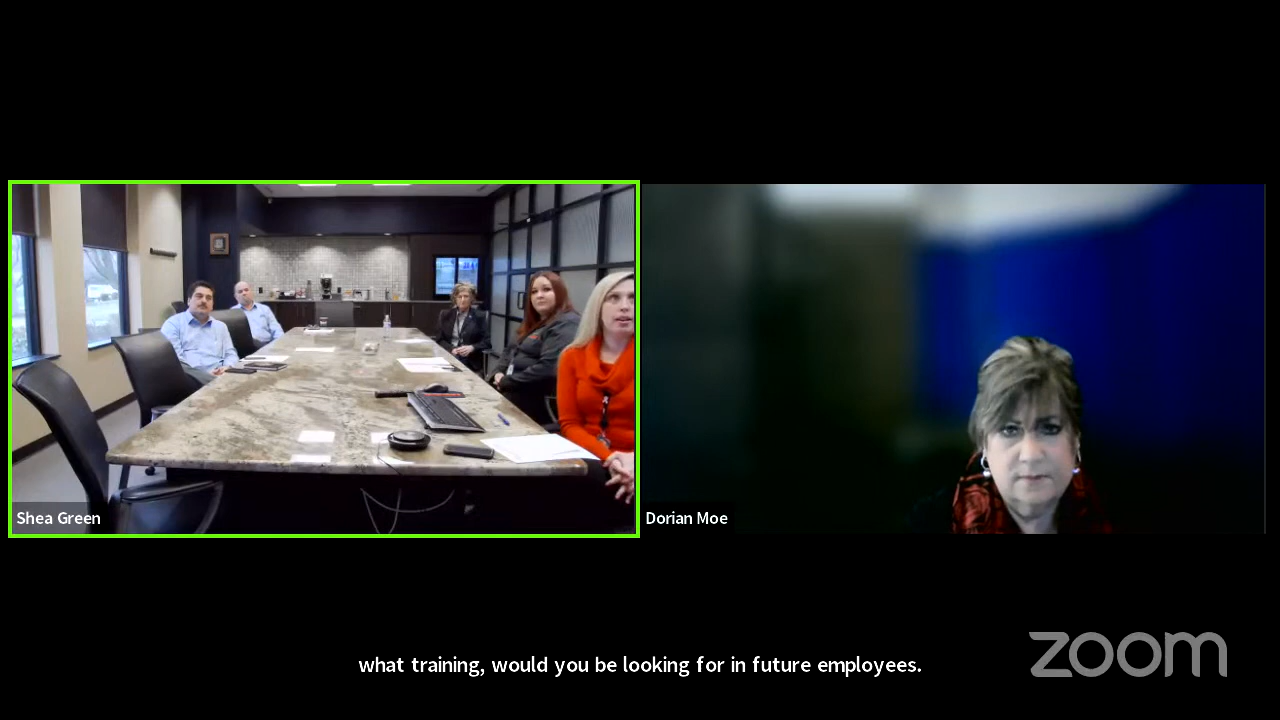 Shea Green
Dorian Moe
what training, would you be looking for in future employees.
zoom